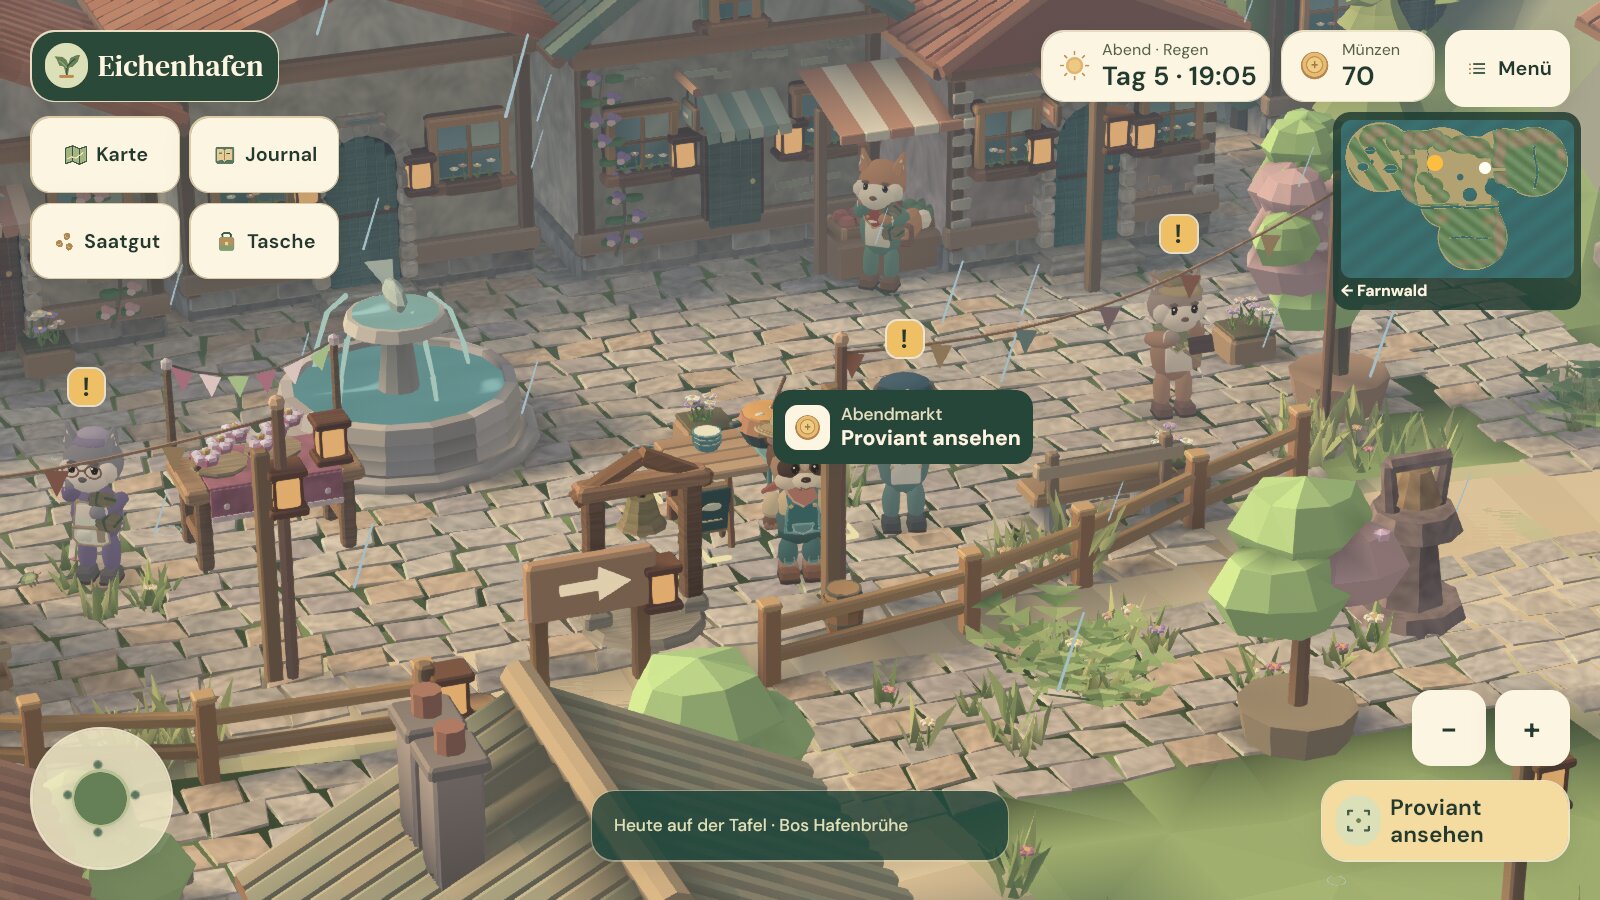 Eichenhafen
Abend · Regen
Tag 5 · 19:05
Münzen
70
Menü
Karte
Journal
Saatgut
Tasche
← Farnwald
!
!
!
Abendmarkt
Proviant ansehen
−
+
Proviant
ansehen
Heute auf der Tafel · Bos Hafenbrühe